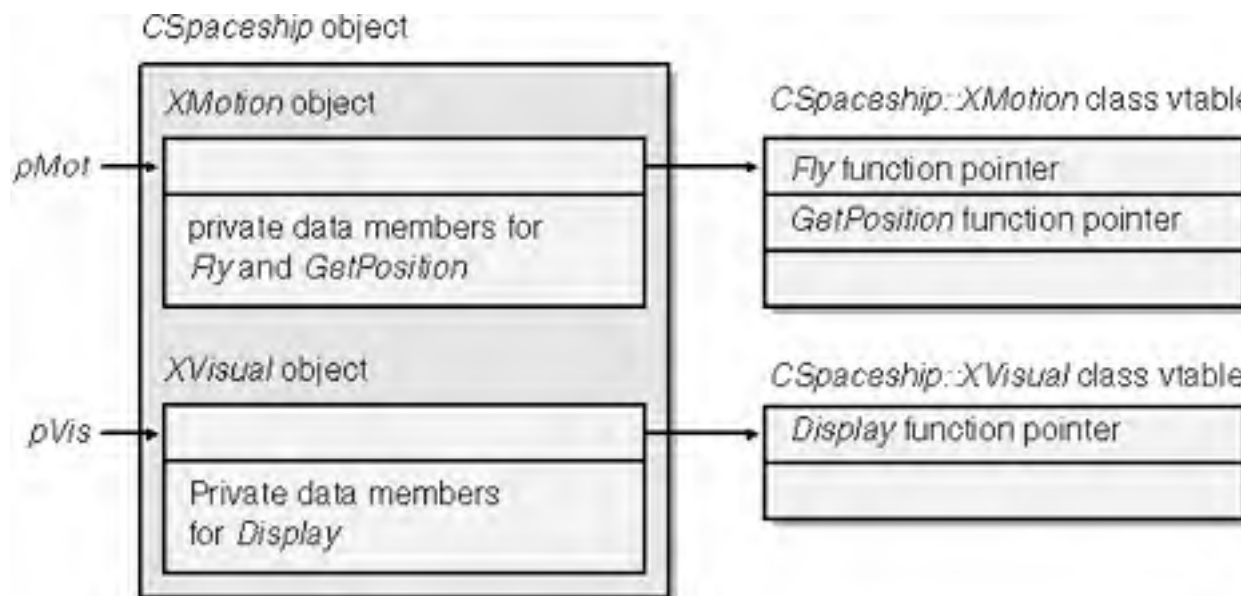 CSpaceship object
XMotion object
pMot
private data members for
Fly and GetPosition
XVisual object
pVis
Private data members
for Display
CSpaceship::XMotion class vtable
Fly function pointer
GetPosition function pointer
CSpaceship::XVisual class vtable
Display function pointer